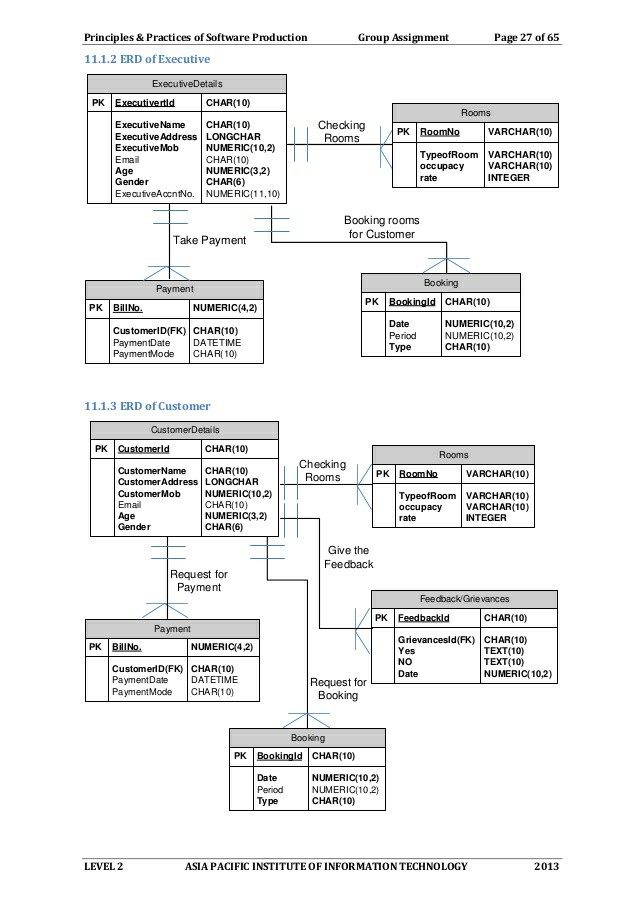 Principles & Practices of Software Production Group Assignment Page 27 of 65
11.1.2 ERD of Executive
ExecutiveDetails
PK ExecutivertId CHAR(10)
ExecutiveName CHAR(10)
ExecutiveAddress LONGCHAR
ExecutiveMob NUMERIC(10,2)
Email CHAR(10)
Age NUMERIC(3,2)
Gender CHAR(6)
ExecutiveAccntNo. NUMERIC(11,10)
Checking
Rooms
Rooms
PK RoomNo VARCHAR(10)
TypeofRoom VARCHAR(10)
occupacy VARCHAR(10)
rate INTEGER
Take Payment
Booking rooms
for Customer
Payment
PK BillNo. NUMERIC(4,2)
CustomerID(FK) CHAR(10)
PaymentDate DATETIME
PaymentMode CHAR(10)
Booking
PK BookingId CHAR(10)
Date NUMERIC(10,2)
Period NUMERIC(10,2)
Type CHAR(10)
11.1.3 ERD of Customer
CustomerDetails
PK CustomerId CHAR(10)
CustomerName CHAR(10)
CustomerAddress LONGCHAR
CustomerMob NUMERIC(10,2)
Email CHAR(10)
Age NUMERIC(3,2)
Gender CHAR(6)
Checking
Rooms
Rooms
PK RoomNo VARCHAR(10)
TypeofRoom VARCHAR(10)
occupacy VARCHAR(10)
rate INTEGER
Give the
Feedback
Request for
Payment
Feedback/Grievances
PK FeedbackId CHAR(10)
GrievancesId(FK) CHAR(10)
Yes TEXT(10)
NO TEXT(10)
Date NUMERIC(10,2)
Payment
PK BillNo. NUMERIC(4,2)
CustomerID(FK) CHAR(10)
PaymentDate DATETIME
PaymentMode CHAR(10)
Request for
Booking
Booking
PK BookingId CHAR(10)
Date NUMERIC(10,2)
Period NUMERIC(10,2)
Type CHAR(10)
LEVEL 2 ASIA PACIFIC INSTITUTE OF INFORMATION TECHNOLOGY 2013